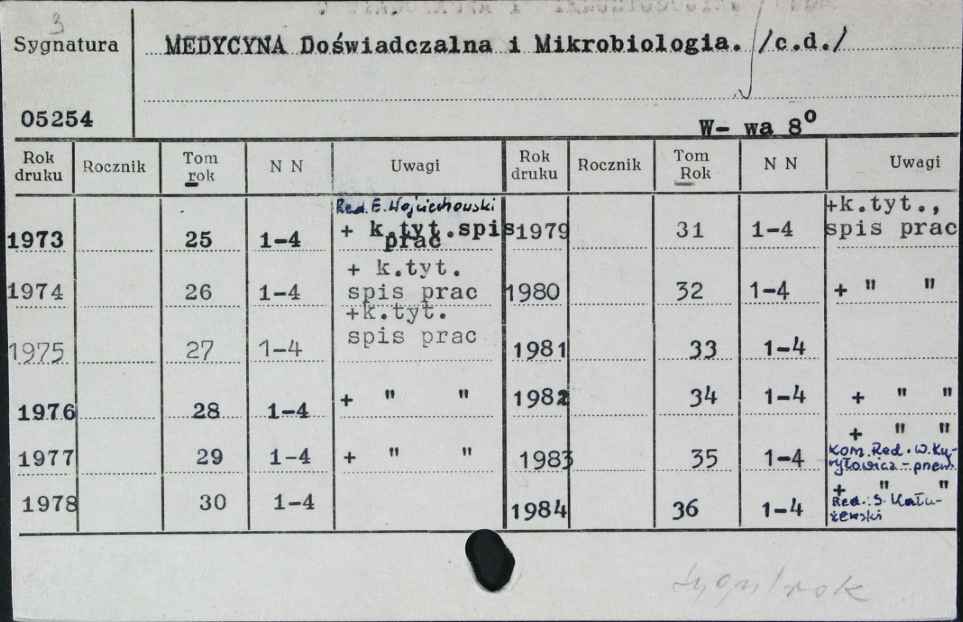 3
Sygnatura MEDYCYNA Doświadczalna i Mikrobiologia. /c.d./
05254
W- wa 8⁰
Rok druku Rocznik Tom rok N N Uwagi Rok druku Rocznik Tom Rok N N Uwagi
Red. E. Wojciechowski
1973 25 1-4 + k.tyt.spis prac 1979 31 1-4 +k.tyt., spis prac
1974 26 1-4 + k.tyt. spis prac 1980 32 1-4 + " "
1975 27 1-4 +k.tyt. spis prac 1981 33 1-4
1976 28 1-4 + " " 1982 34 1-4 + " "
1977 29 1-4 + " " 1983 35 1-4 + " "
Kom. Red. W. Ku-
ryłowicz - przew.
1978 30 1-4 1984 36 1-4 + " "
Red. S. Kału-
żewski